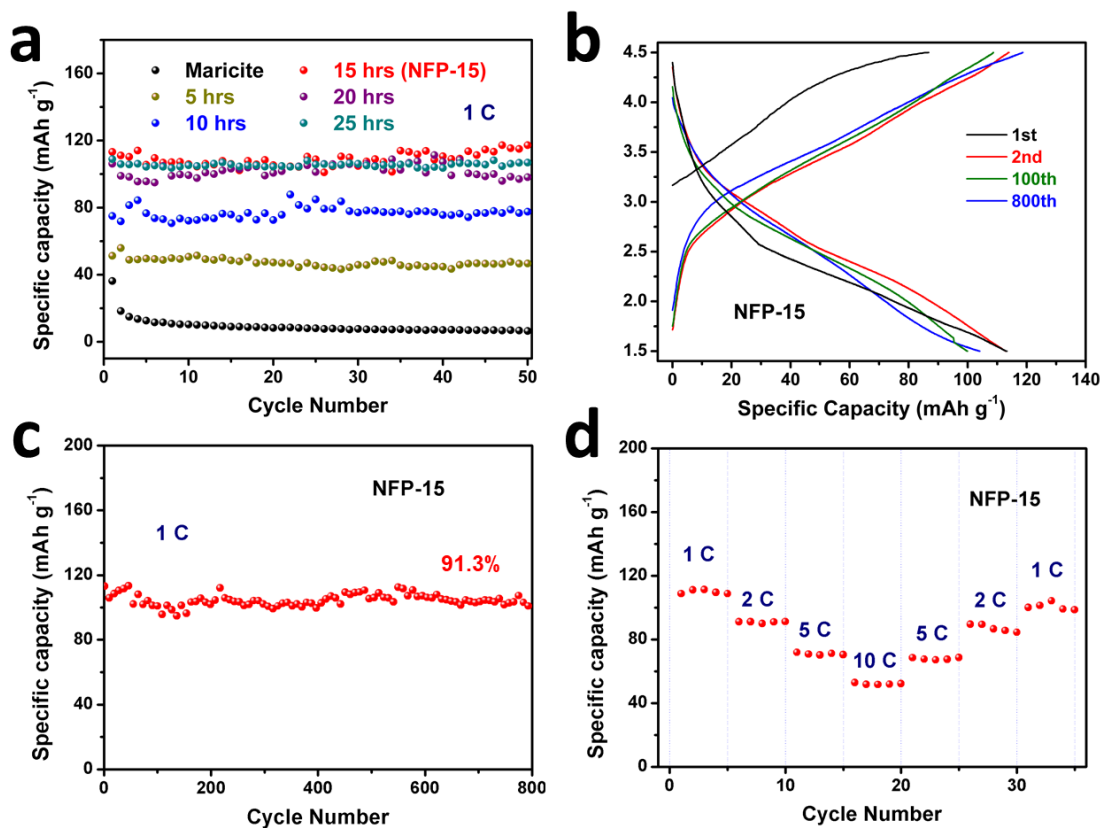 a
Specific capacity (mAh g⁻¹)
160
120
80
40
0
Maricite
5 hrs
10 hrs
15 hrs (NFP-15)
20 hrs
25 hrs
1 C
0 10 20 30 40 50
Cycle Number
b
4.5
4.0
3.5
3.0
2.5
2.0
1.5
1st
2nd
100th
800th
NFP-15
0 20 40 60 80 100 120 140
Specific Capacity (mAh g⁻¹)
c
Specific capacity (mAh g⁻¹)
200
160
120
80
40
0
NFP-15
1 C
91.3%
0 200 400 600 800
Cycle Number
d
Specific capacity (mAh g⁻¹)
200
160
120
80
40
0
NFP-15
1 C
2 C
5 C
10 C
5 C
2 C
1 C
0 10 20 30
Cycle Number